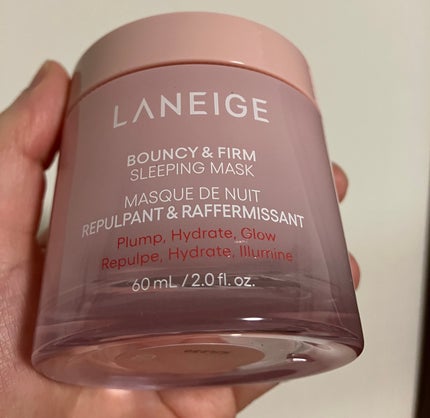 LANEIGE
BOUNCY & FIRM
SLEEPING MASK
MASQUE DE NUIT
REPULPANT & RAFFERMISSANT
Plump, Hydrate, Glow
Repulpe, Hydrate, Illumine
60 mL / 2.0 fl. oz.